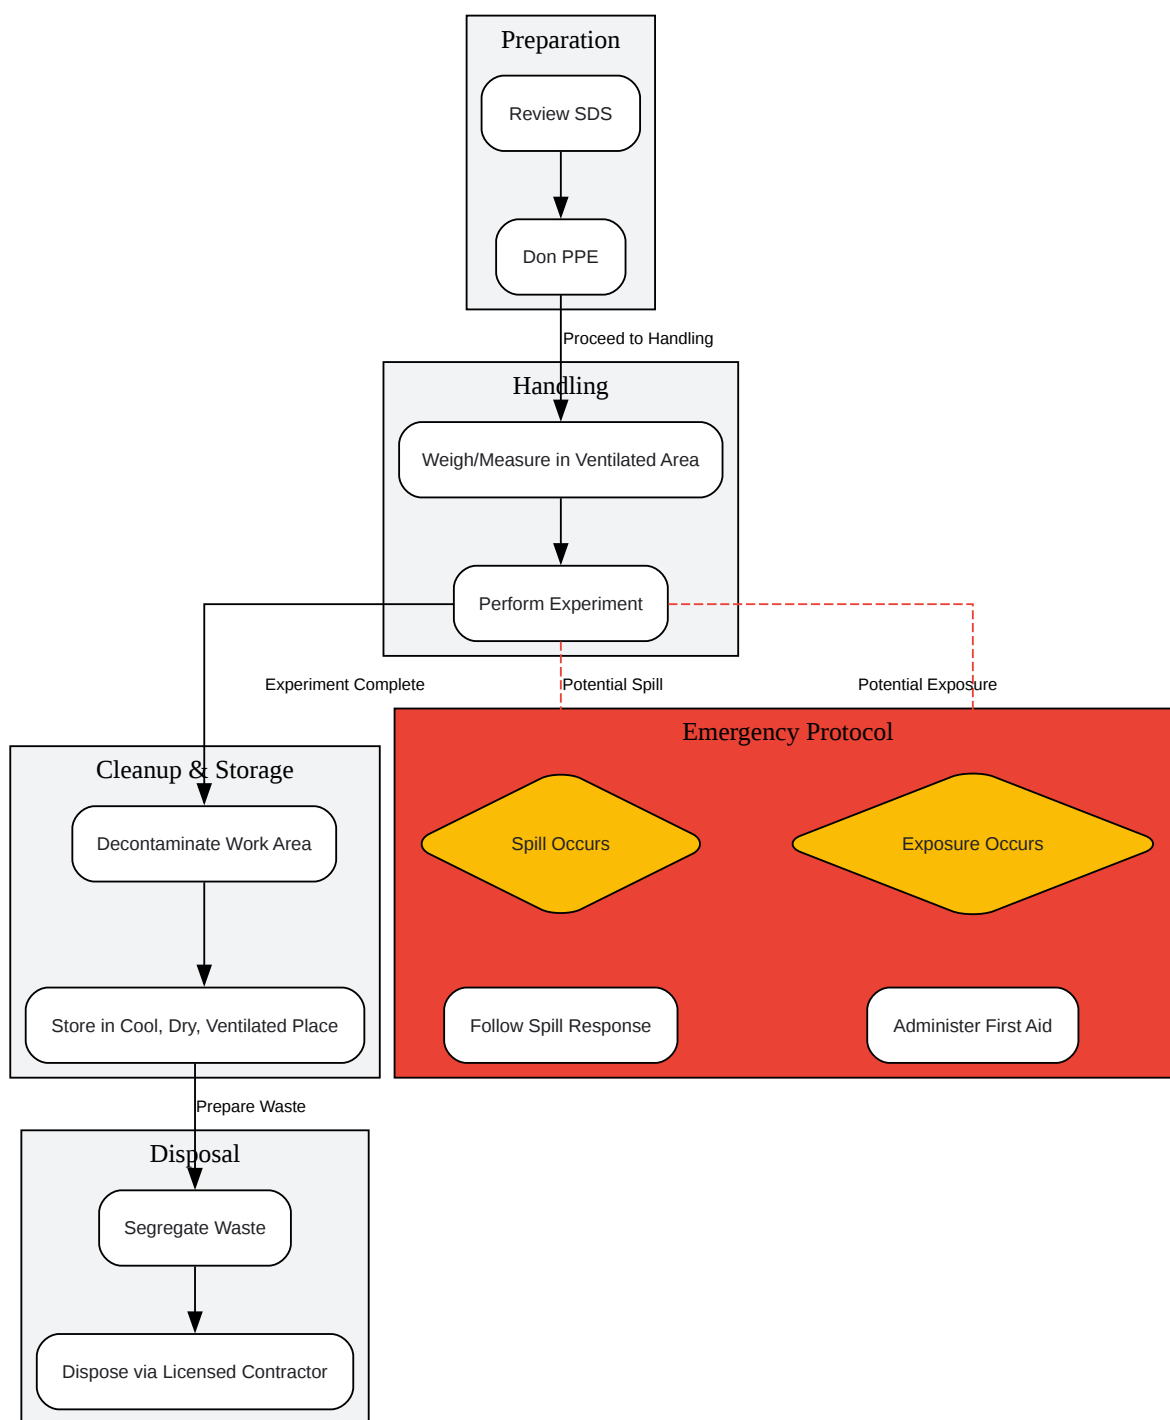 Preparation
Review SDS
Don PPE
Proceed to Handling
Handling
Weigh/Measure in Ventilated Area
Perform Experiment
Experiment Complete
Potential Spill
Potential Exposure
Cleanup & Storage
Decontaminate Work Area
Store in Cool, Dry, Ventilated Place
Emergency Protocol
Spill Occurs
Exposure Occurs
Follow Spill Response
Administer First Aid
Prepare Waste
Disposal
Segregate Waste
Dispose via Licensed Contractor